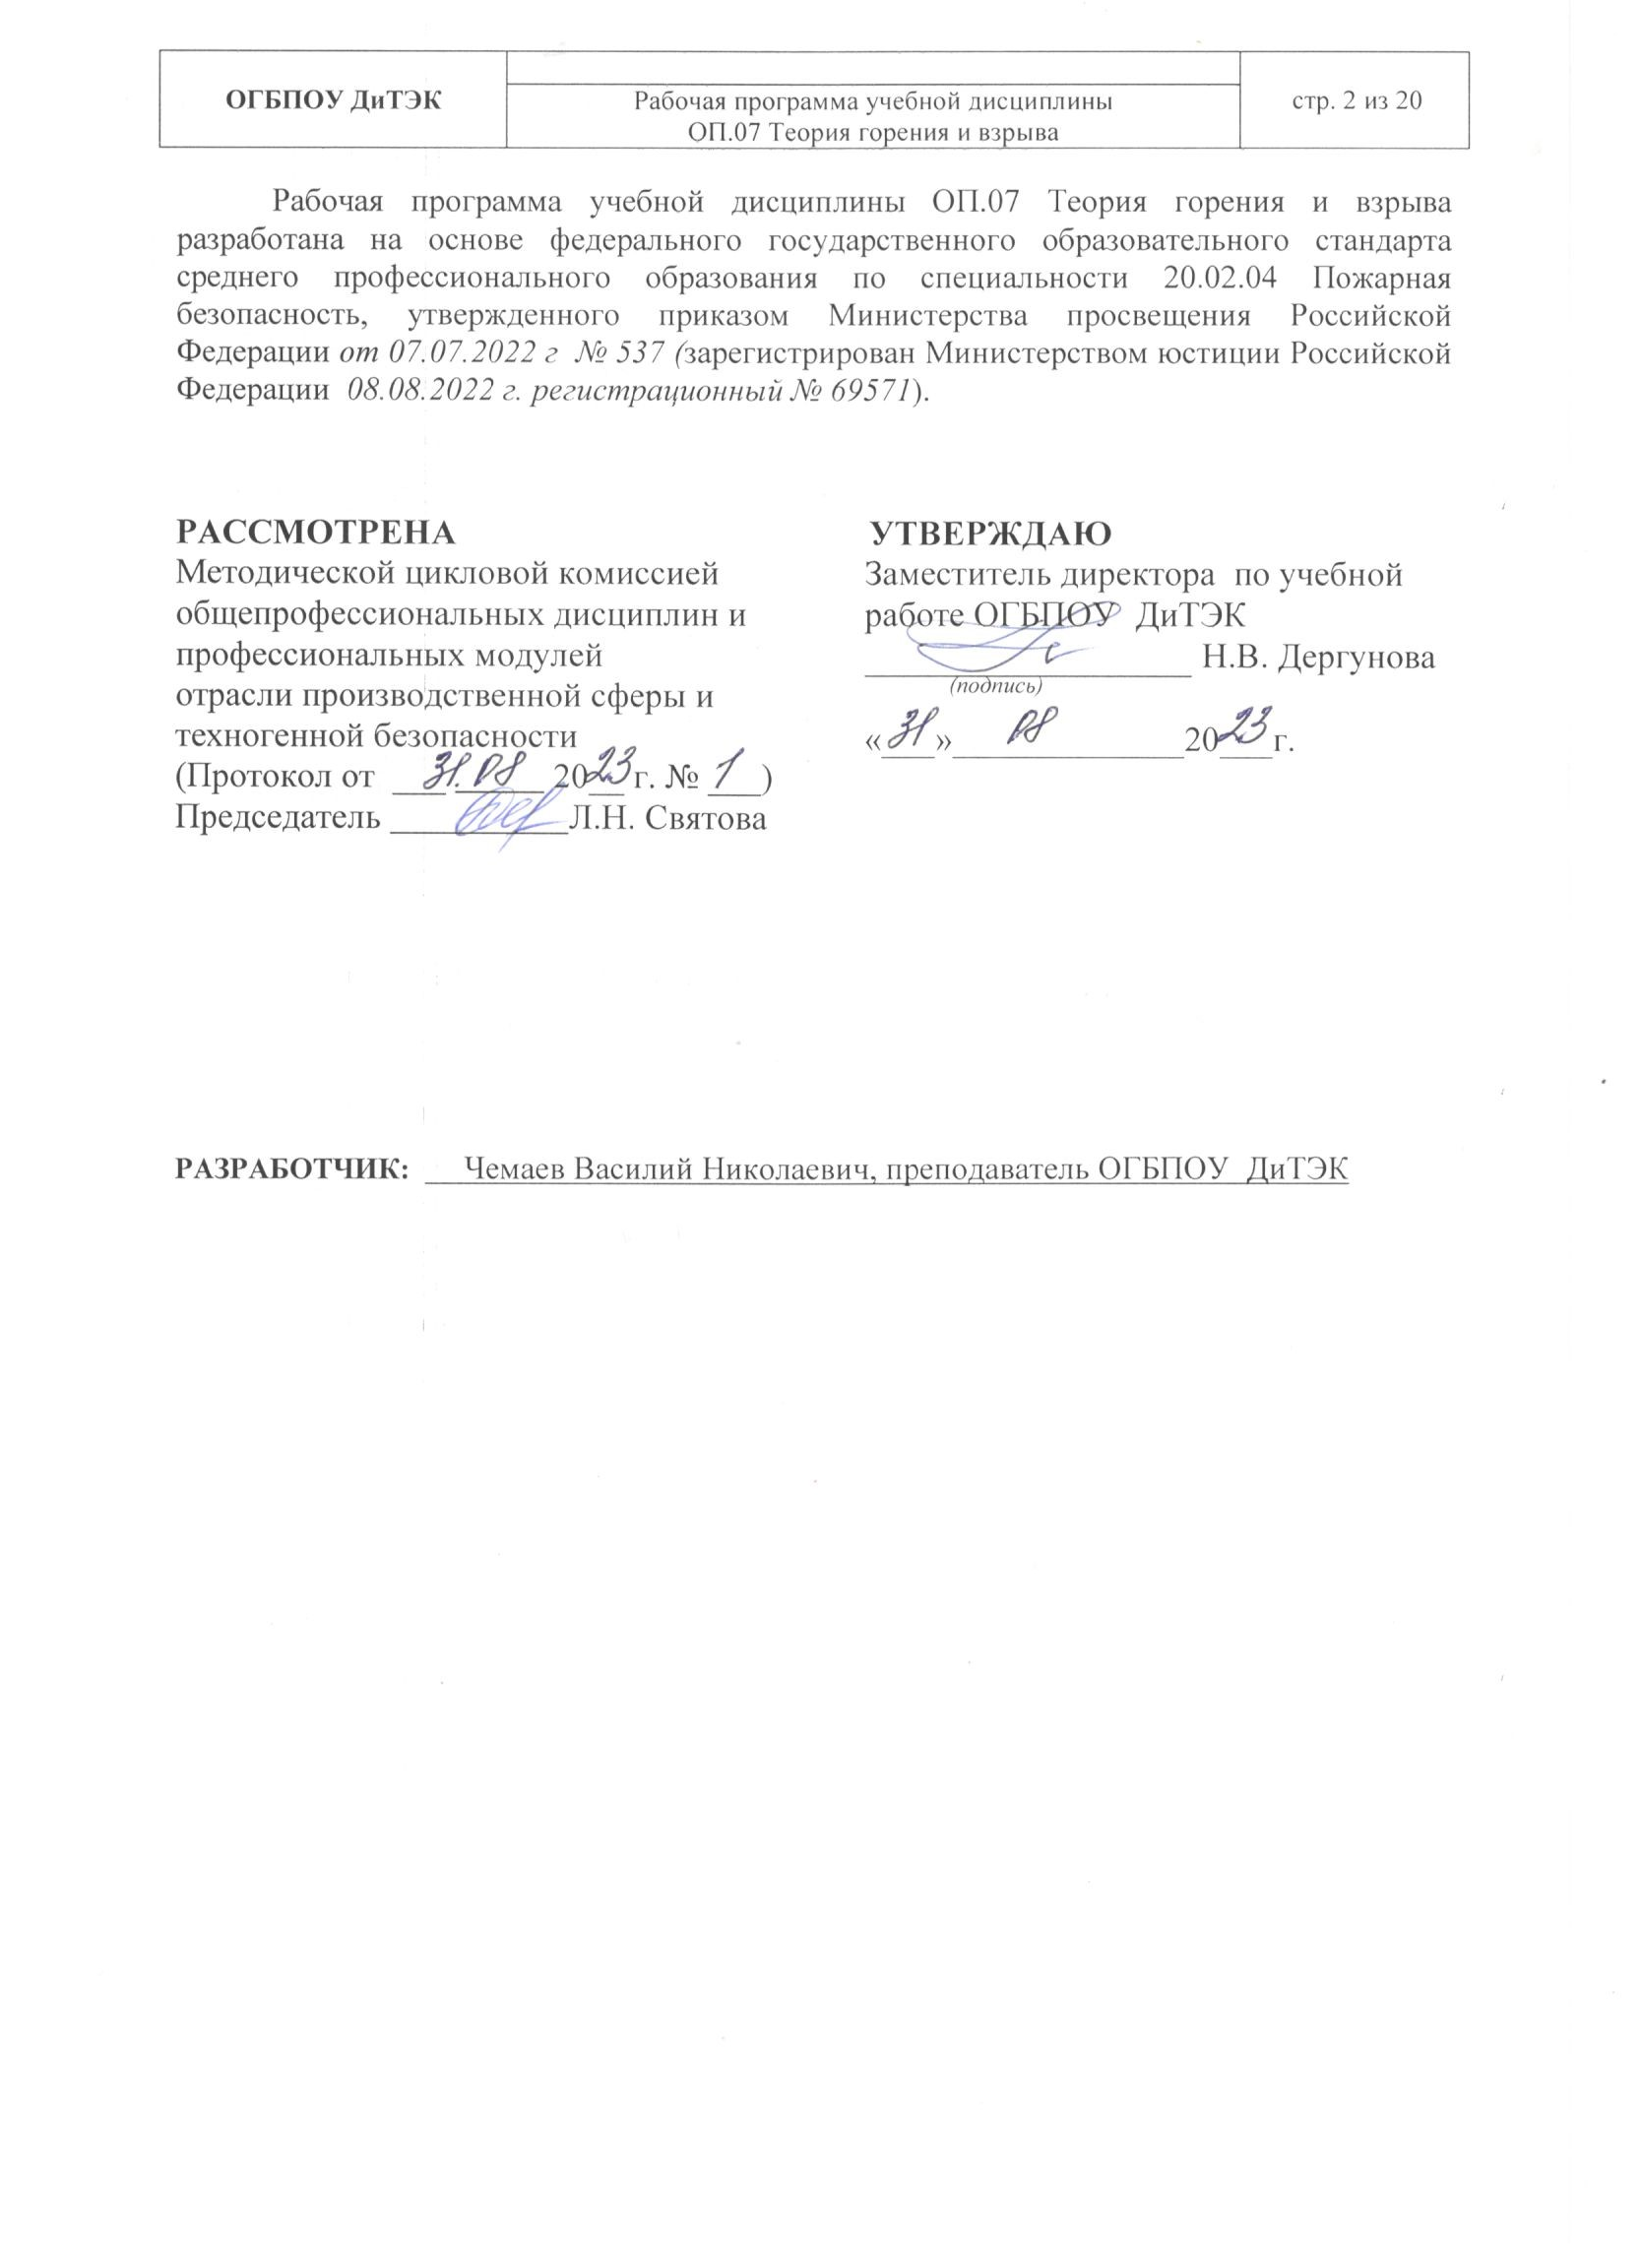 ОГБПОУ ДиТЭК
Рабочая программа учебной дисциплины
ОП.07 Теория горения и взрыва
стр. 2 из 20
Рабочая программа учебной дисциплины ОП.07 Теория горения и взрыва
разработана на основе федерального государственного образовательного стандарта
среднего профессионального образования по специальности 20.02.04 Пожарная
безопасность, утвержденного приказом Министерства просвещения Российской
Федерации от 07.07.2022 г № 537 (зарегистрирован Министерством юстиции Российской
Федерации 08.08.2022 г. регистрационный № 69571).
РАССМОТРЕНА
Методической цикловой комиссией
общепрофессиональных дисциплин и
профессиональных модулей
отрасли производственной сферы и
техногенной безопасности
(Протокол от 31.08 2023 г. № 1)
Председатель ___________Л.Н. Святова
УТВЕРЖДАЮ
Заместитель директора по учебной
работе ОГБПОУ ДиТЭК
____________________ Н.В. Дергунова
(подпись)
«31» 08 2023 г.
РАЗРАБОТЧИК: Чемаев Василий Николаевич, преподаватель ОГБПОУ ДиТЭК